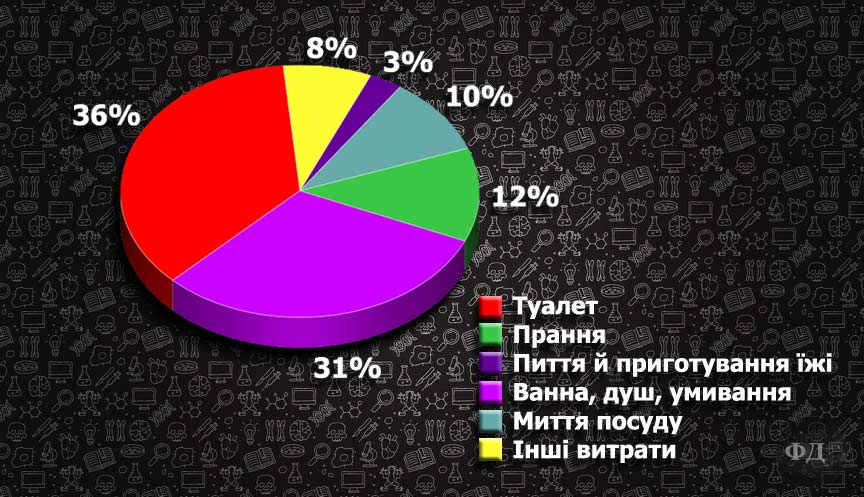 8%
3%
36%
10%
12%
31%
Туалет
Прання
Пиття й приготування їжі
Ванна, душ, умивання
Миття посуду
Інші витрати
ФД